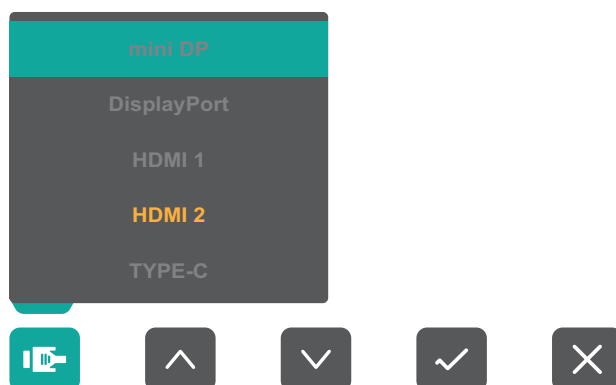 mini DP
DisplayPort
HDMI 1
HDMI 2
TYPE-C